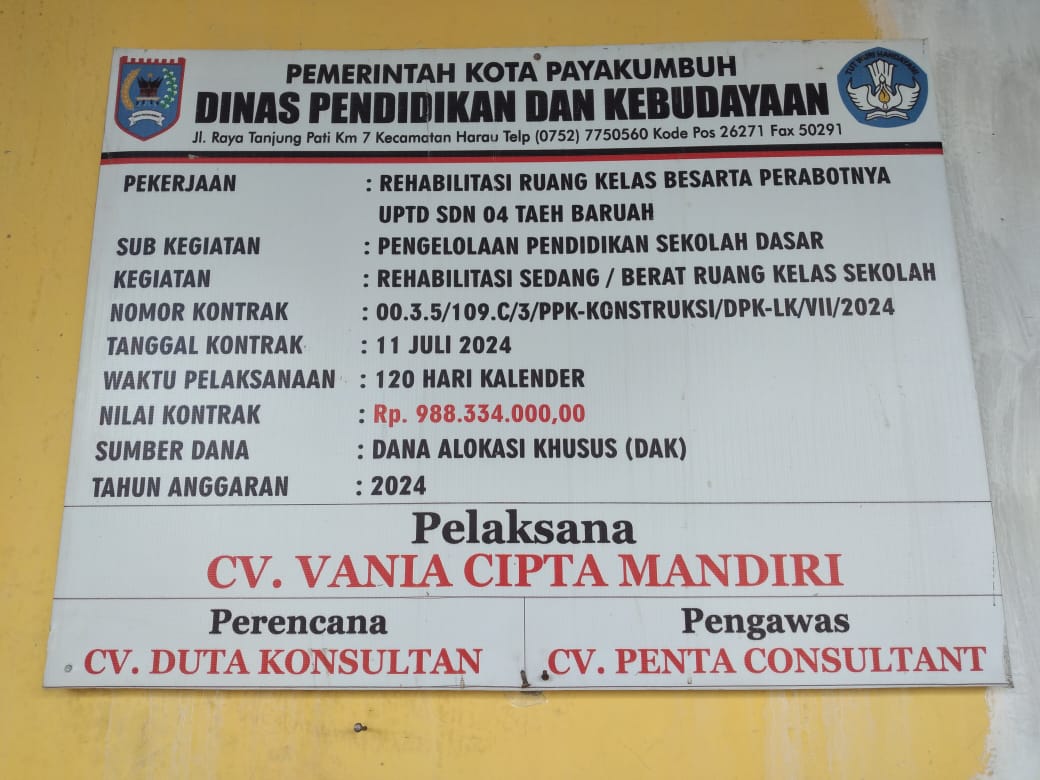 PEMERINTAH KOTA PAYAKUMBUH
DINAS PENDIDIKAN DAN KEBUDAYAAN
Jl. Raya Tanjung Pati Km 7 Kecamatan Harau Telp (0752) 7750560 Kode Pos 26271 Fax 50291
TUT WURI HANDAYANI
PEKERJAAN : REHABILITASI RUANG KELAS BESARTA PERABOTNYA
UPTD SDN 04 TAEH BARUAH
SUB KEGIATAN : PENGELOLAAN PENDIDIKAN SEKOLAH DASAR
KEGIATAN : REHABILITASI SEDANG / BERAT RUANG KELAS SEKOLAH
NOMOR KONTRAK : 00.3.5/109.C/3/PPK-KONSTRUKSI/DPK-LK/VII/2024
TANGGAL KONTRAK : 11 JULI 2024
WAKTU PELAKSANAAN : 120 HARI KALENDER
NILAI KONTRAK : Rp. 988.334.000,00
SUMBER DANA : DANA ALOKASI KHUSUS (DAK)
TAHUN ANGGARAN : 2024
Pelaksana
CV. VANIA CIPTA MANDIRI
Perencana
CV. DUTA KONSULTAN
Pengawas
CV. PENTA CONSULTANT